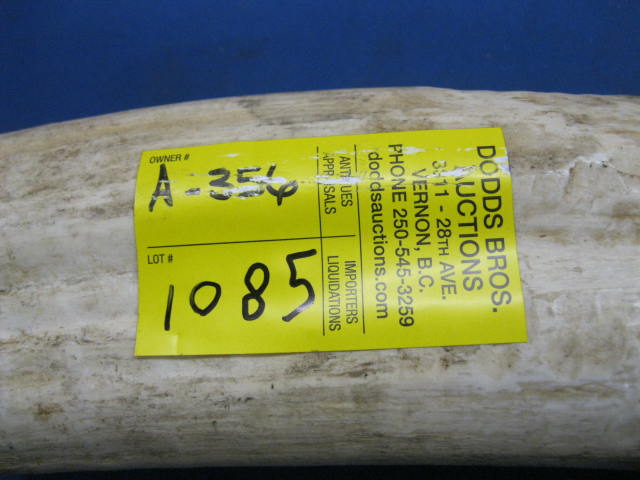 OWNER #
A-356
LOT #
1085
ANTIQUES
APPRAISALS
IMPORTERS
LIQUIDATIONS
DODDS BROS.
AUCTIONS
28TH AVE.
VERNON, B.C.
PHONE 250-545-3259
doddsauctions.com